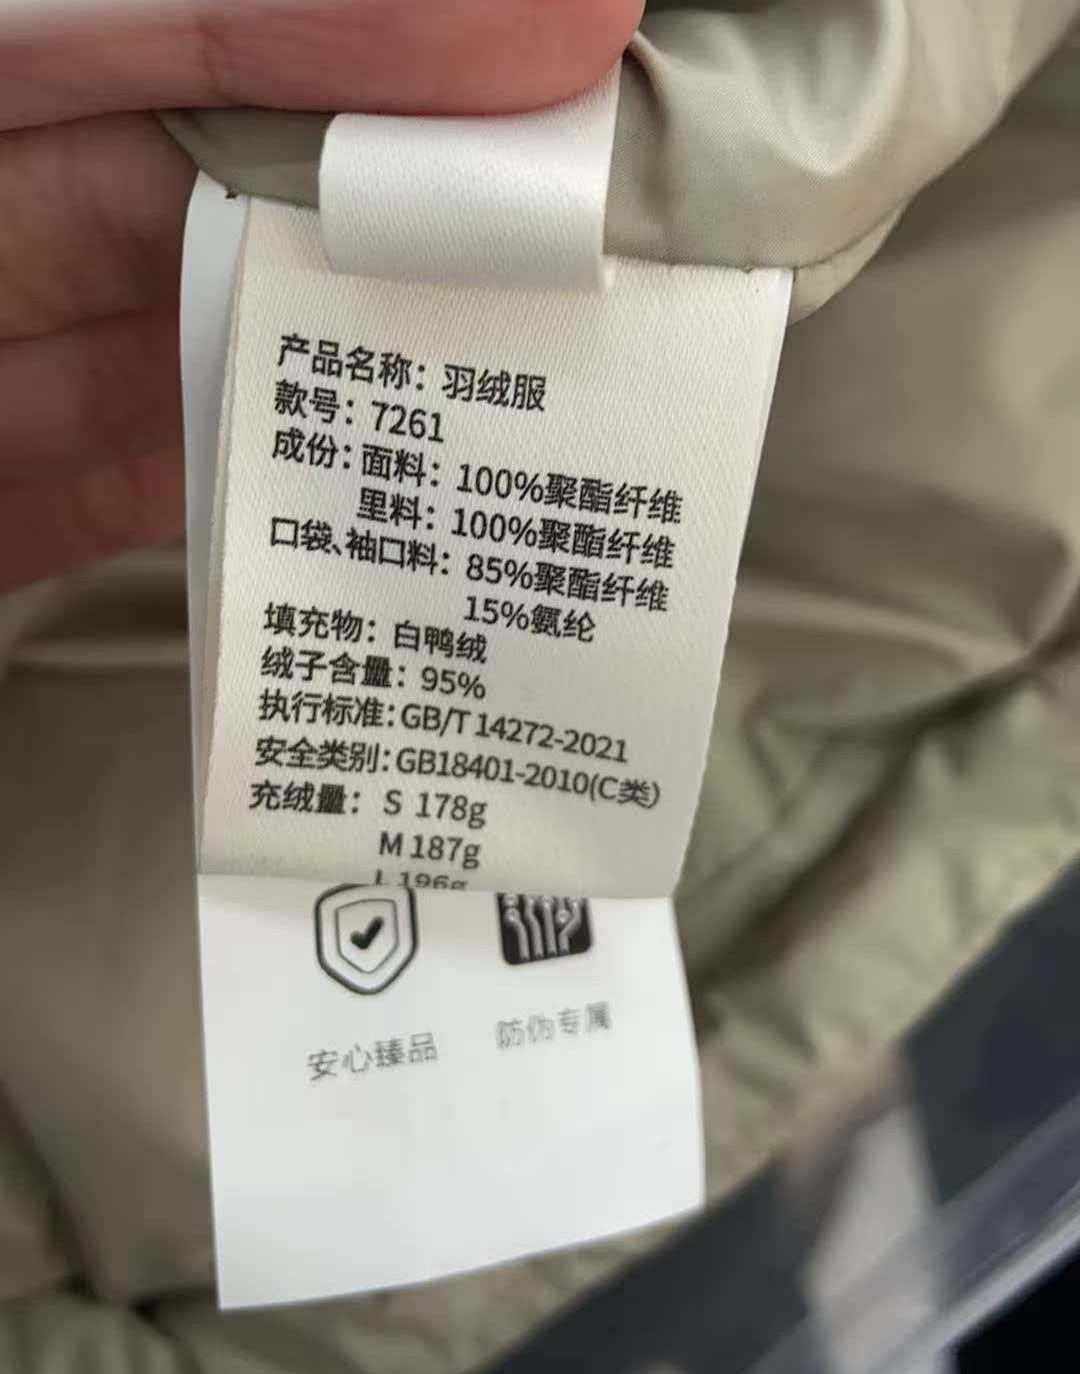 产品名称：羽绒服
款号：7261
成份：面料：100%聚酯纤维
里料：100%聚酯纤维
口袋、袖口料：85%聚酯纤维
15%氨纶
填充物：白鸭绒
绒子含量：95%
执行标准：GB/T 14272-2021
安全类别：GB18401-2010(C类)
充绒量： S 178g
M 187g
L 196g
安心臻品
防伪专属